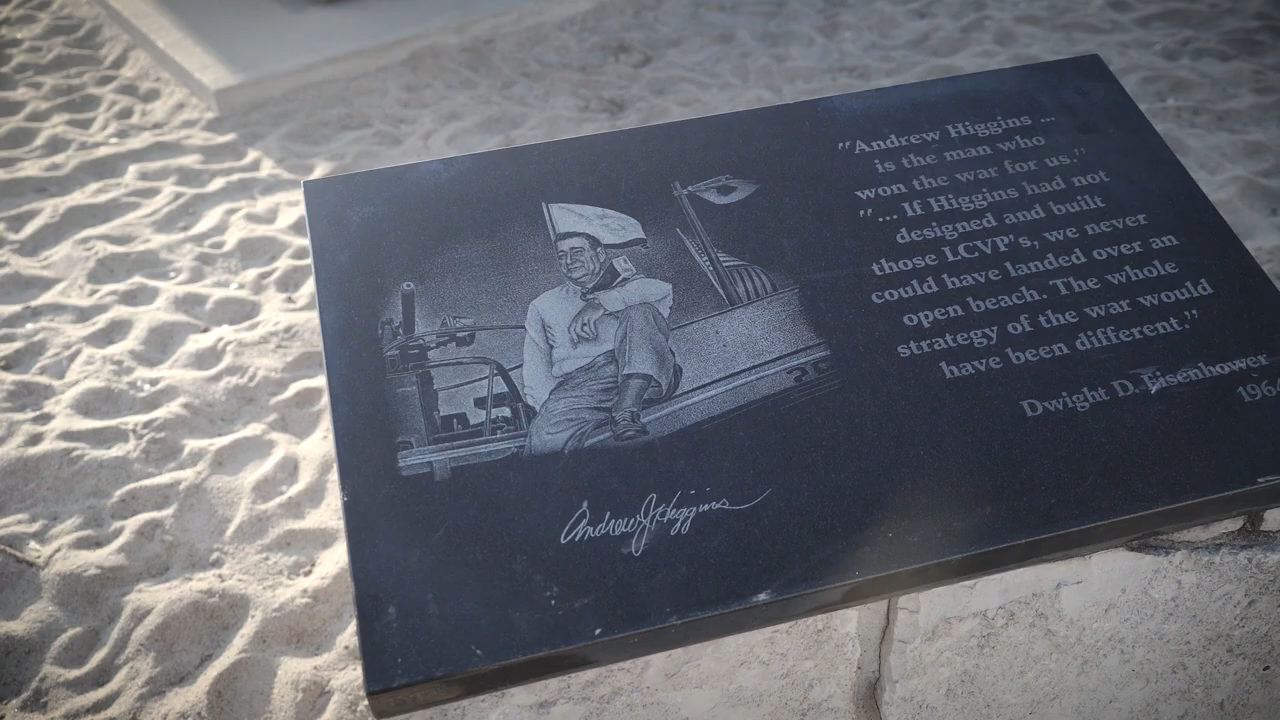 "Andrew Higgins ...
is the man who
won the war for us."
"... If Higgins had not
designed and built
those LCVP's, we never
could have landed over an
open beach. The whole
strategy of the war would
have been different."
Dwight D. Eisenhower
196
Andrew J Higgins